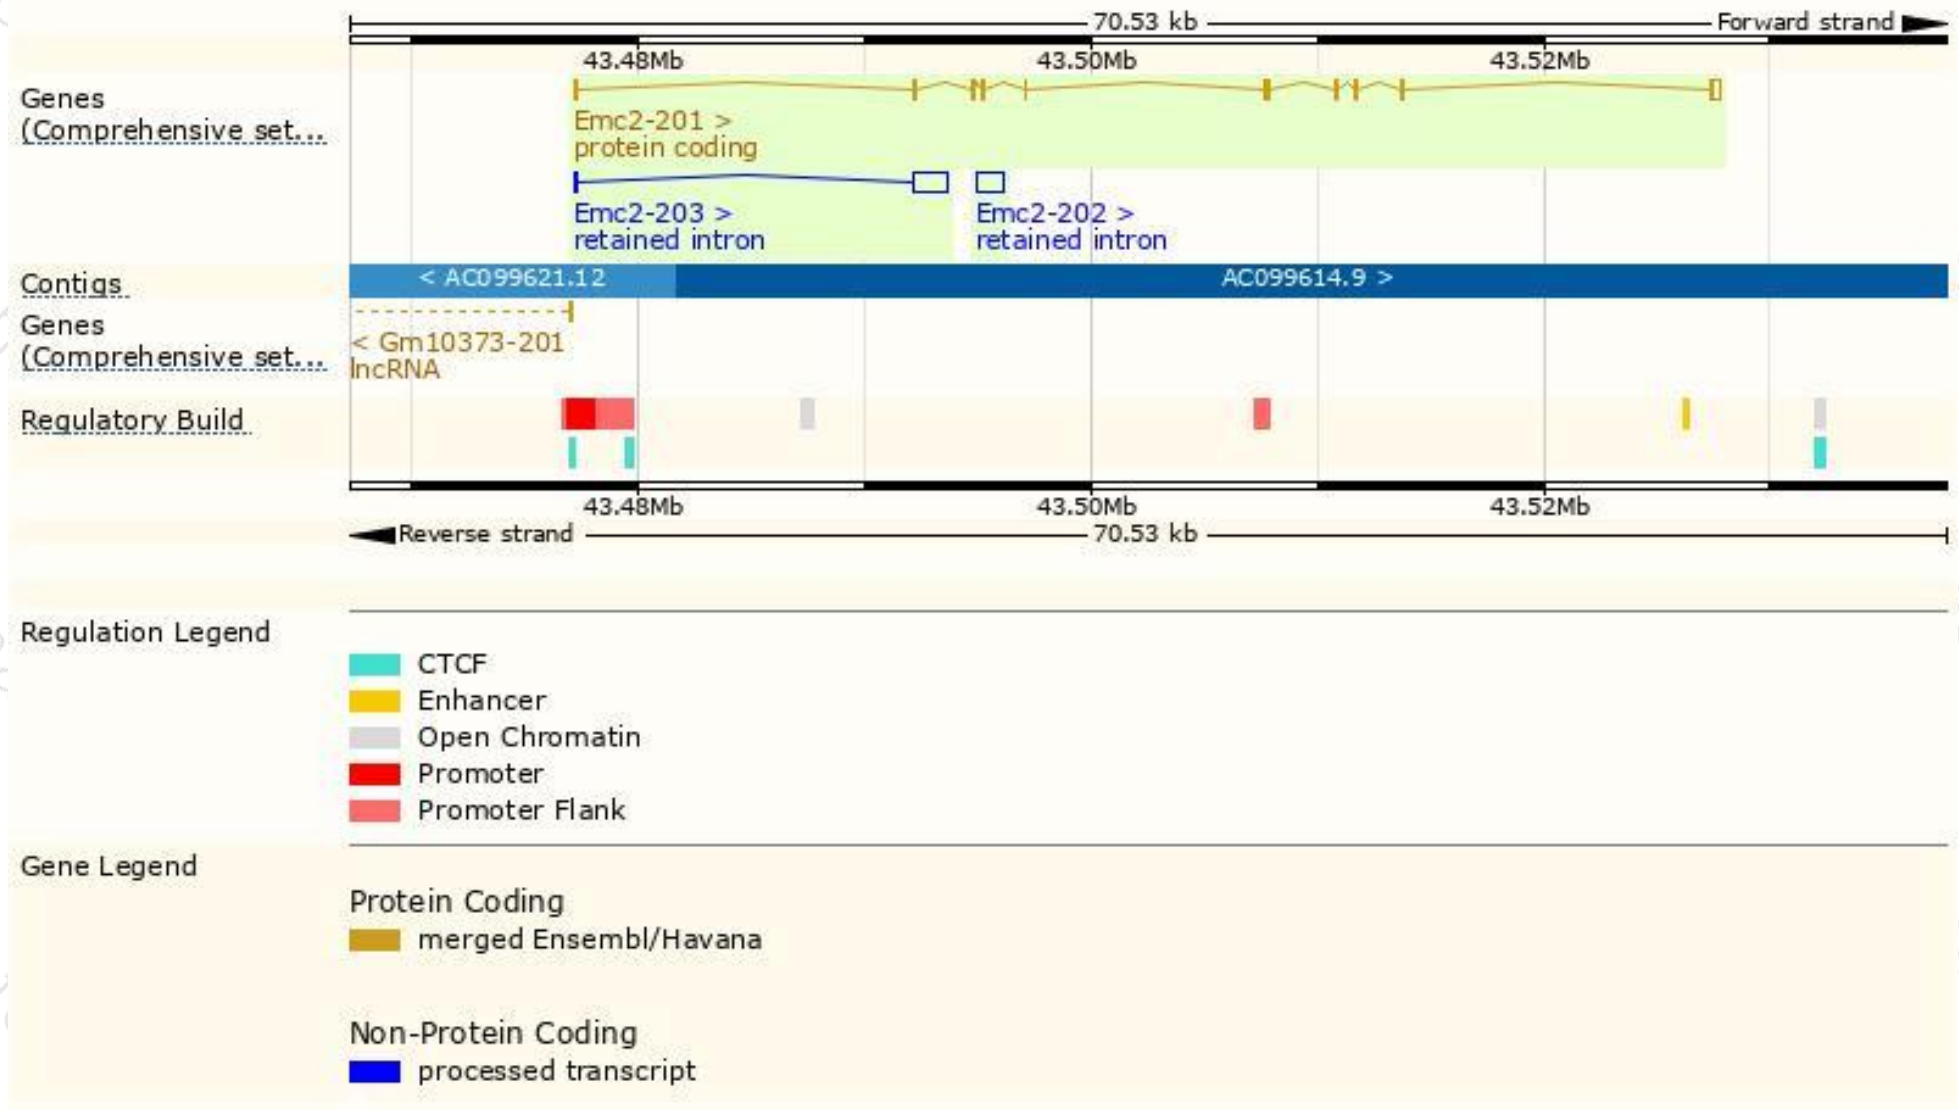 70.53 kb Forward strand
43.48Mb 43.50Mb 43.52Mb
Genes
(Comprehensive set...
Emc2-201 >
protein coding
Emc2-203 > Emc2-202 >
retained intron retained intron
Contigs < AC099621.12 AC099614.9 >
Genes
(Comprehensive set...
< Gm10373-201
lncRNA
Regulatory Build
43.48Mb 43.50Mb 43.52Mb
Reverse strand 70.53 kb
Regulation Legend
CTCF
Enhancer
Open Chromatin
Promoter
Promoter Flank
Gene Legend
Protein Coding
merged Ensembl/Havana
Non-Protein Coding
processed transcript